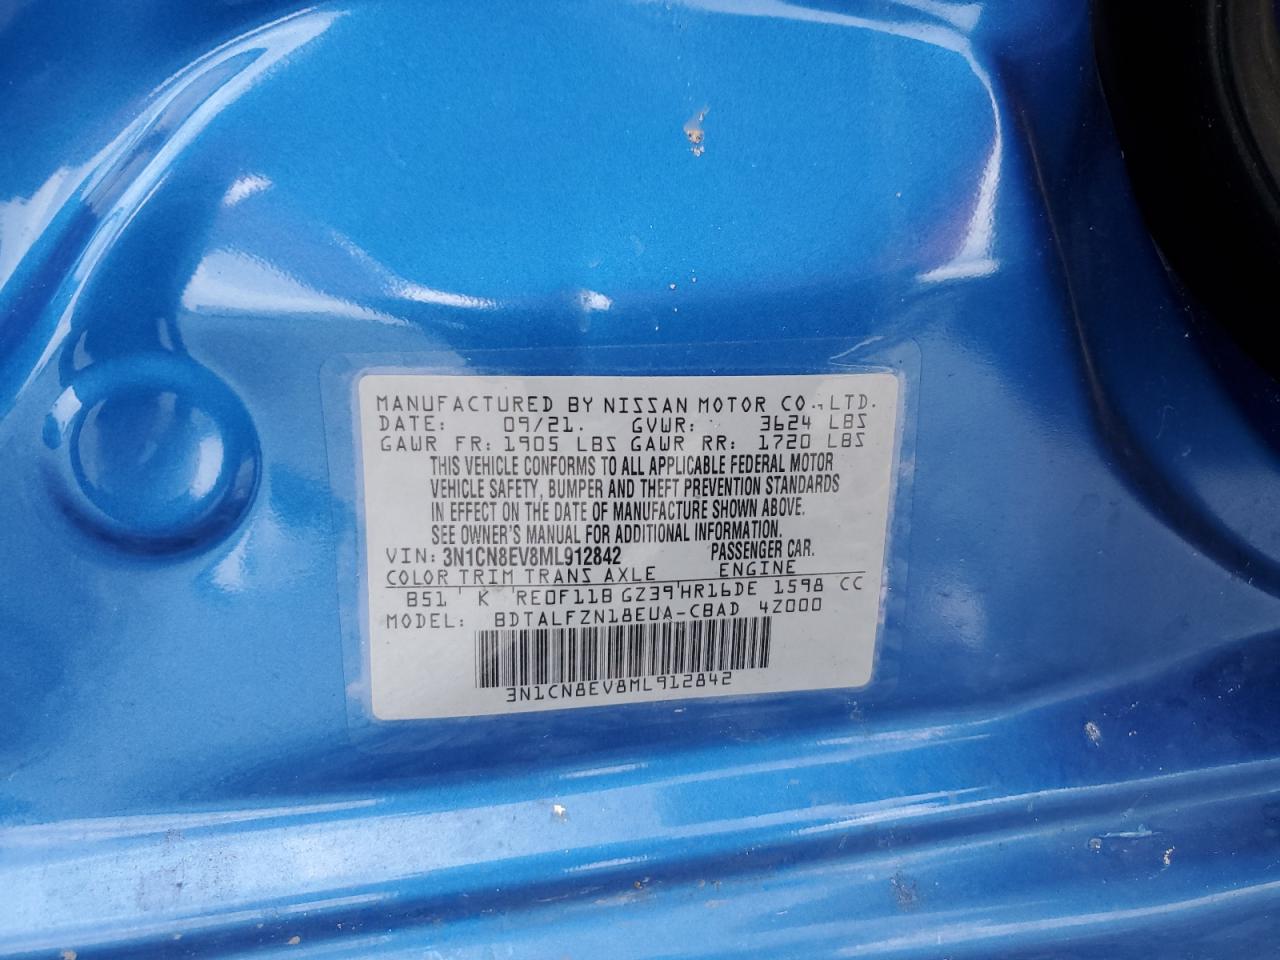 MANUFACTURED BY NISSAN MOTOR CO., LTD.
DATE: 09/21. GVWR: 3624 LBS
GAWR FR: 1905 LBS GAWR RR: 1720 LBS
THIS VEHICLE CONFORMS TO ALL APPLICABLE FEDERAL MOTOR
VEHICLE SAFETY, BUMPER AND THEFT PREVENTION STANDARDS
IN EFFECT ON THE DATE OF MANUFACTURE SHOWN ABOVE.
SEE OWNER'S MANUAL FOR ADDITIONAL INFORMATION.
VIN: 3N1CN8EV8ML912842 PASSENGER CAR.
COLOR TRIM TRANS AXLE ENGINE
B51 ' K ' RE0F11B GZ39'HR16DE 1598 CC
MODEL: BDTALFZN18EUA-CBAD 4Z000
3N1CN8EV8ML912842